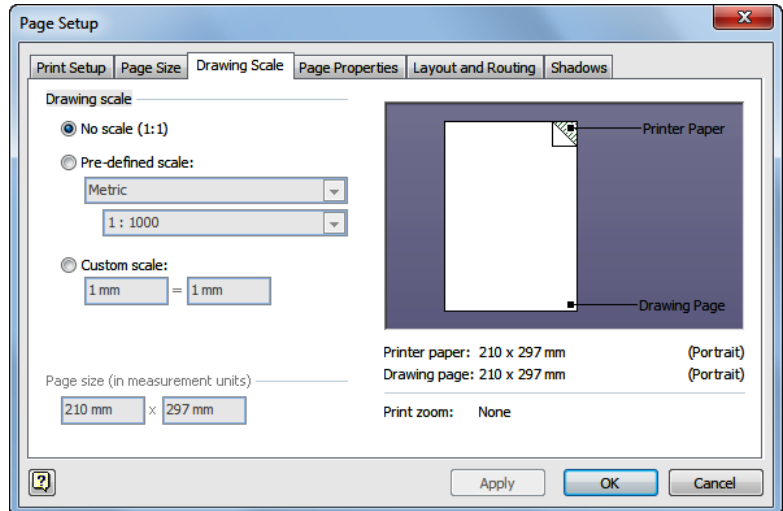 Page Setup
Print Setup Page Size Drawing Scale Page Properties Layout and Routing Shadows
Drawing scale
No scale (1:1)
Pre-defined scale:
Metric
1 : 1000
Custom scale:
1 mm = 1 mm
Page size (in measurement units)
210 mm x 297 mm
Printer Paper
Drawing Page
Printer paper: 210 x 297 mm (Portrait)
Drawing page: 210 x 297 mm (Portrait)
Print zoom: None
? Apply OK Cancel